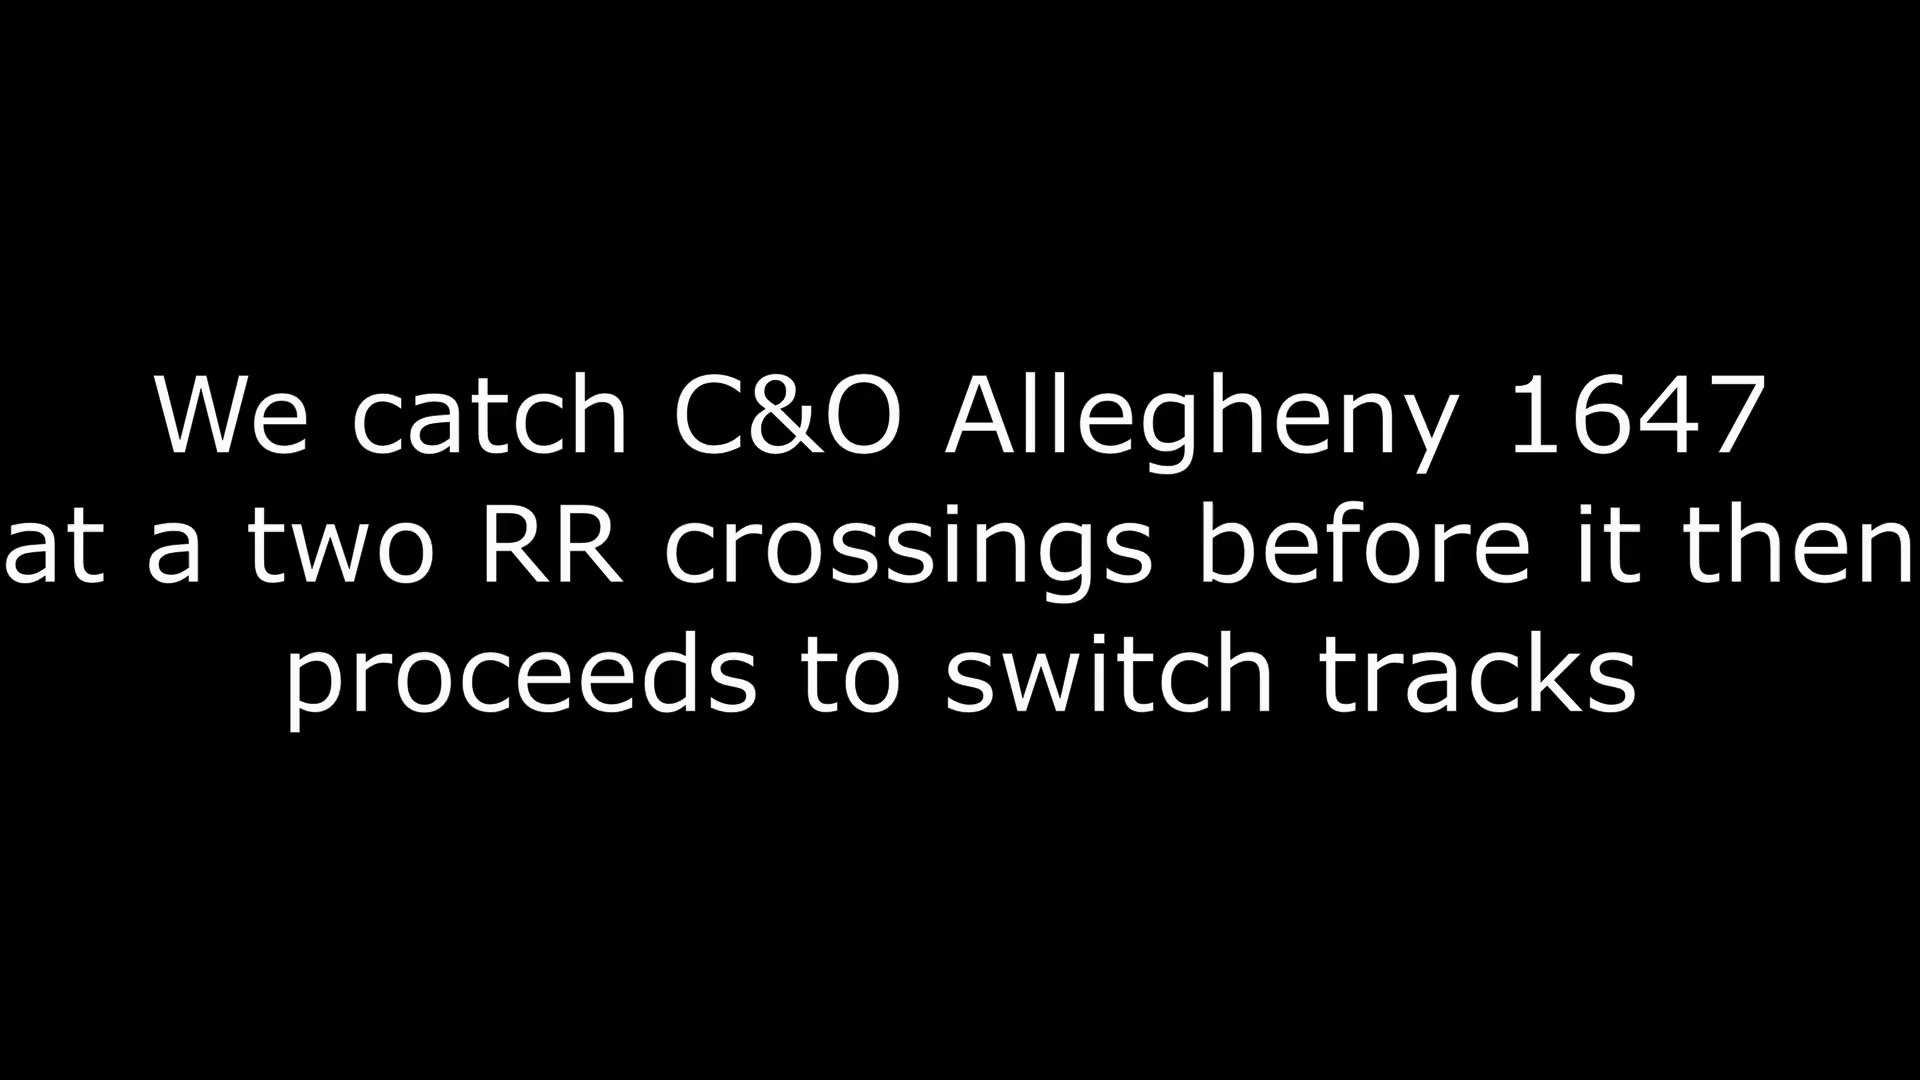 We catch C&O Allegheny 1647
at a two RR crossings before it then
proceeds to switch tracks